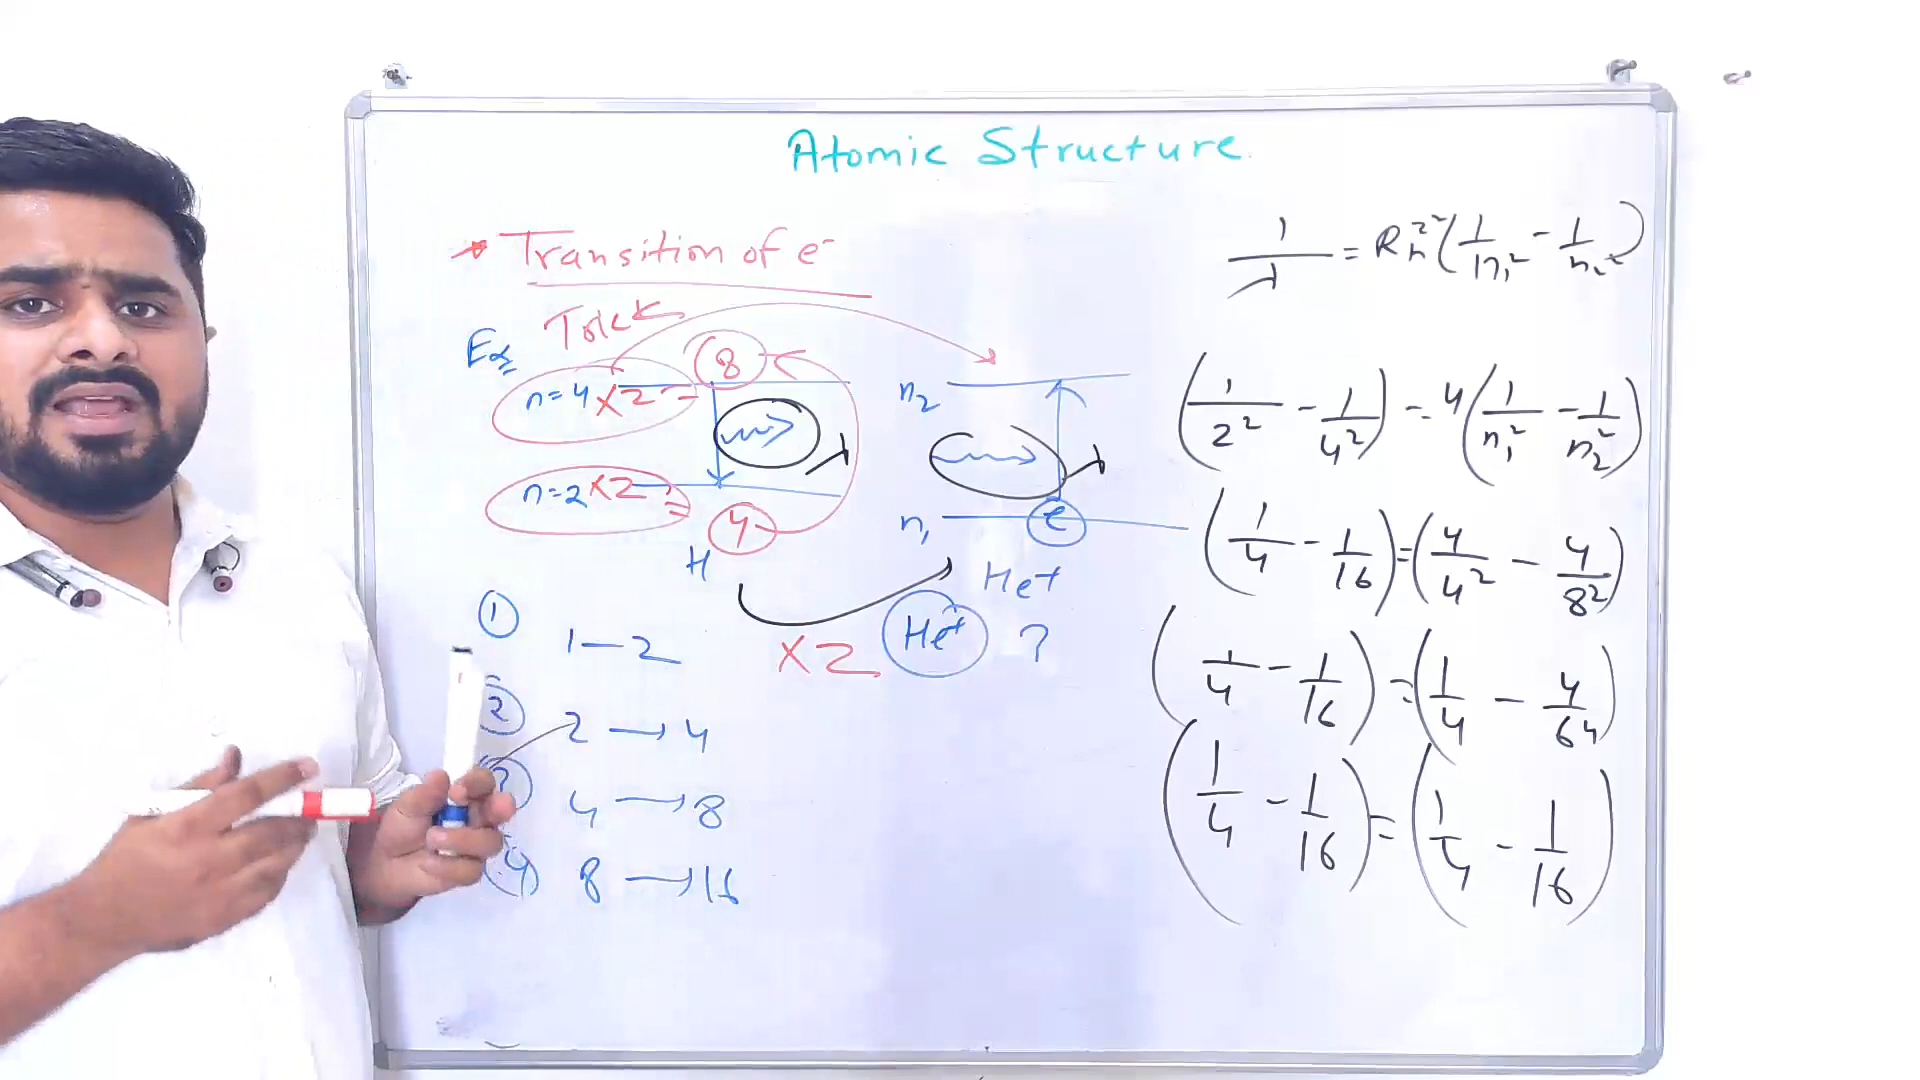 Atomic Structure
* Transition of e⁻
Ex
n=4 ×2 =
8
n=2 ×2 =
4
H
n₂
λ
λ
n₁
e
He⁺
×2
He⁺ ?
① 1 — 2
② 2 → 4
4 → 8
④ 8 → 16
1/λ = R_H Z² (1/n₁² - 1/n₂²)
(1/2² - 1/4²) = 4(1/n₁² - 1/n₂²)
(1/4 - 1/16) = (4/4² - 4/8²)
(1/4 - 1/16) = (1/4 - 4/64)
(1/4 - 1/16) = (1/4 - 1/16)